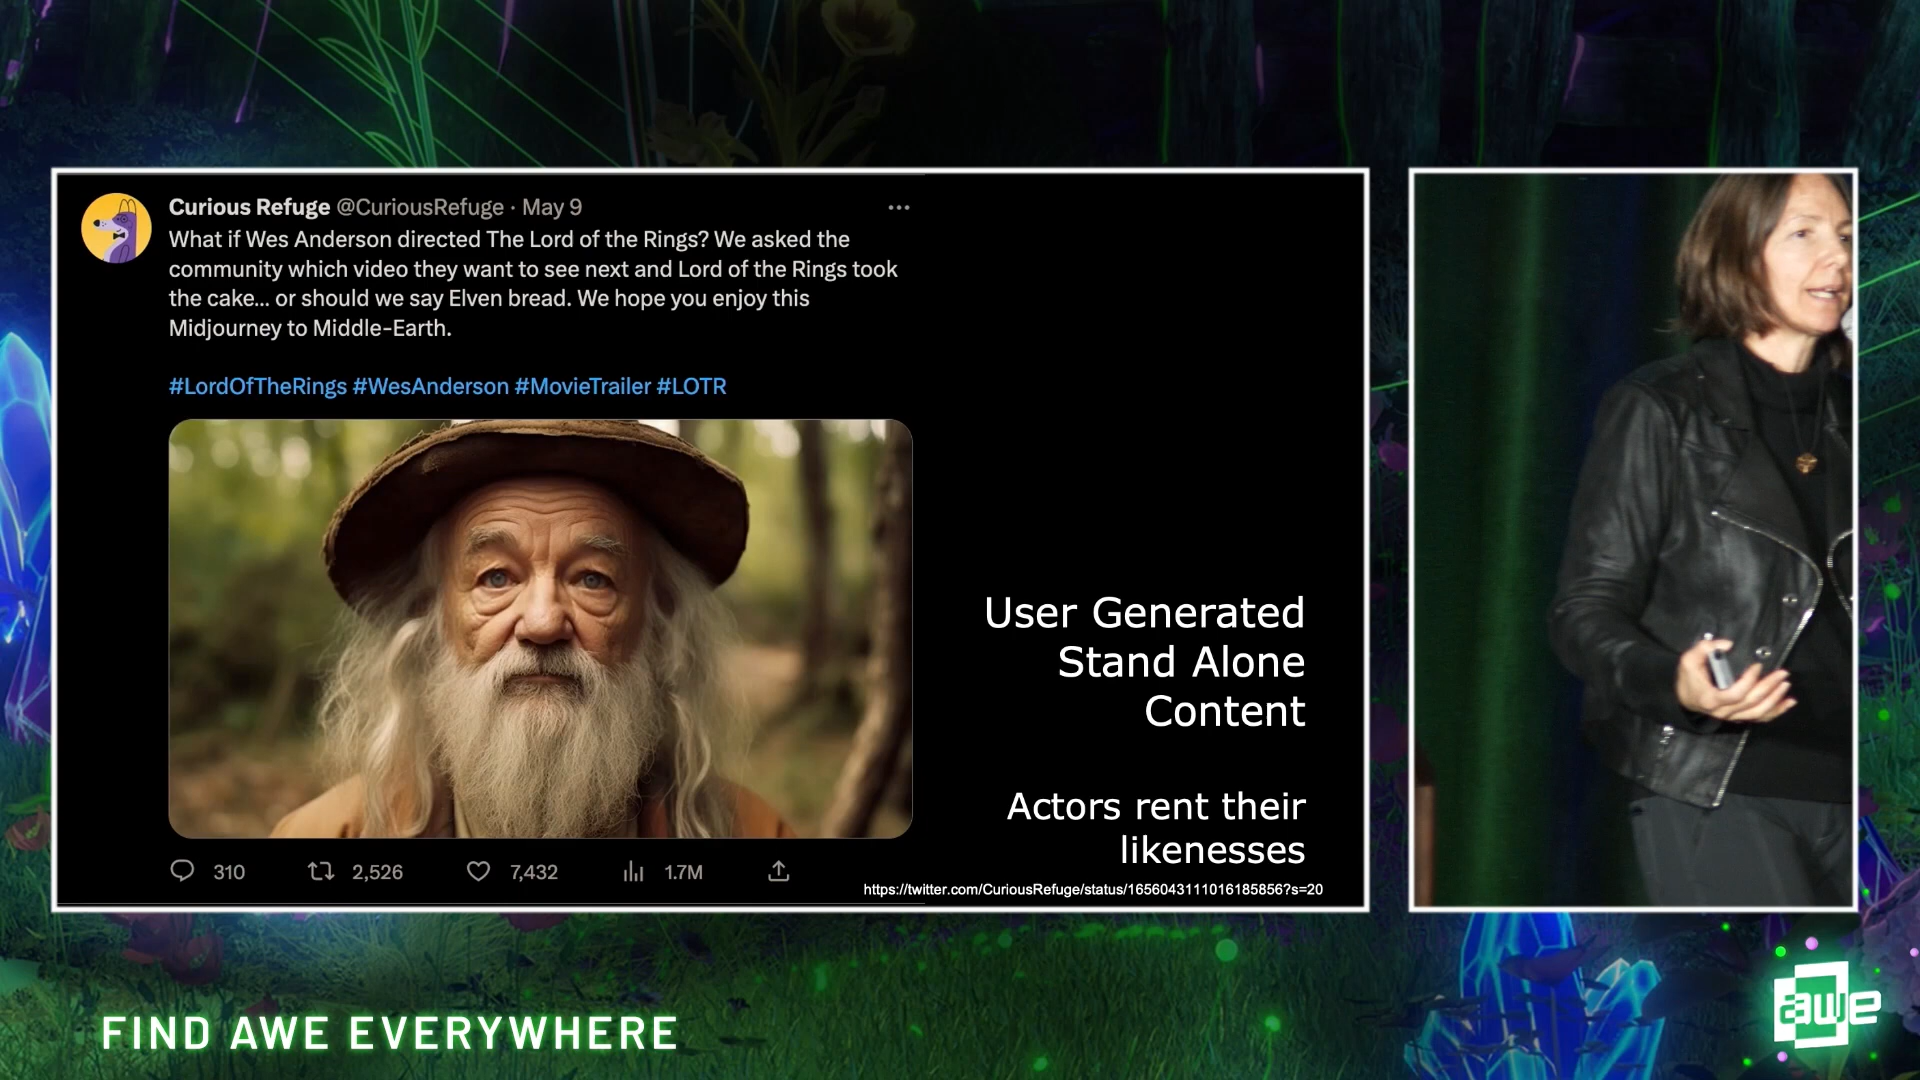 Curious Refuge @CuriousRefuge · May 9
What if Wes Anderson directed The Lord of the Rings? We asked the
community which video they want to see next and Lord of the Rings took
the cake... or should we say Elven bread. We hope you enjoy this
Midjourney to Middle-Earth.
#LordOfTheRings #WesAnderson #MovieTrailer #LOTR
310 2,526 7,432 1.7M
User Generated
Stand Alone
Content
Actors rent their
likenesses
https://twitter.com/CuriousRefuge/status/1656043111016185856?s=20
FIND AWE EVERYWHERE
awe